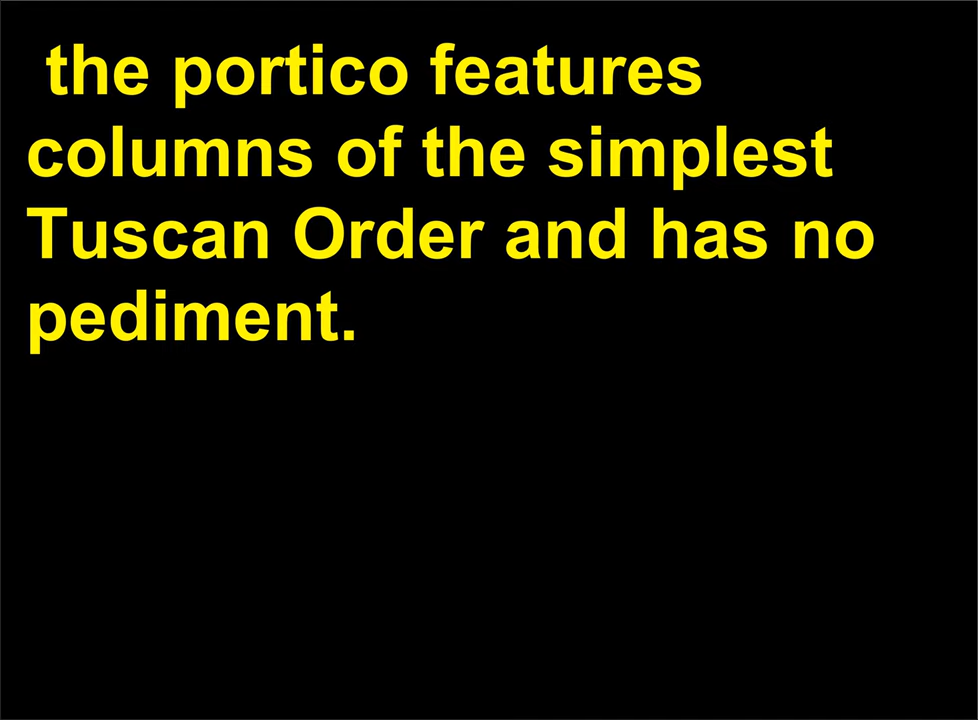 the portico features
columns of the simplest
Tuscan Order and has no
pediment.